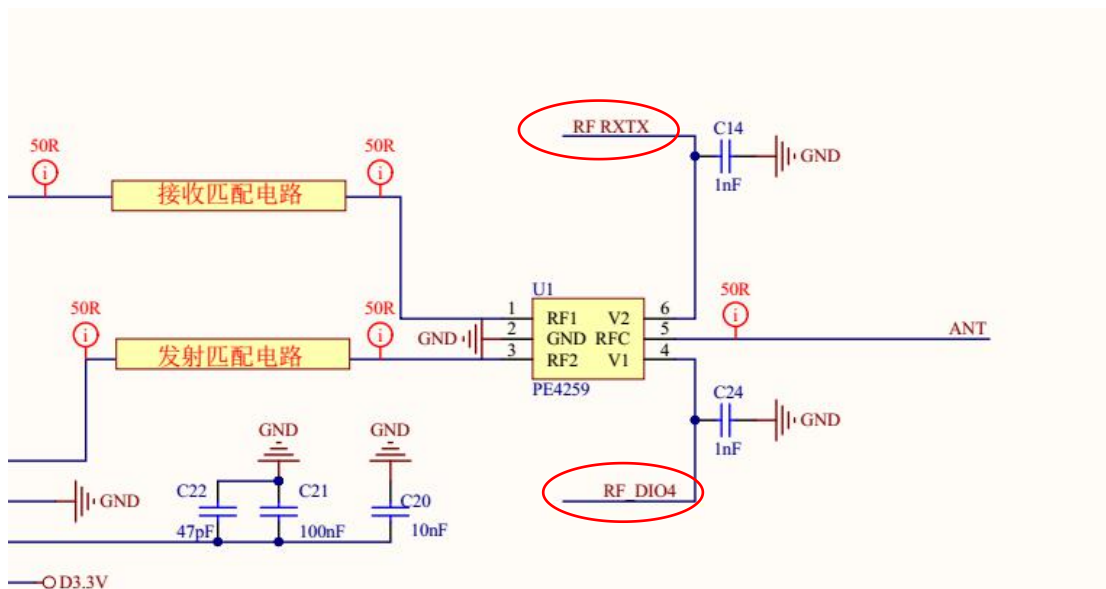 RF RXTX
C14
GND
1nF
50R
50R
i
i
接收匹配电路
U1
1
RF1
V2
6
50R
i
GND
2
GND
RFC
5
ANT
3
RF2
V1
4
PE4259
50R
50R
i
i
发射匹配电路
C24
GND
1nF
RF_DIO4
GND
GND
GND
C22
C21
C20
47pF
100nF
10nF
D3.3V